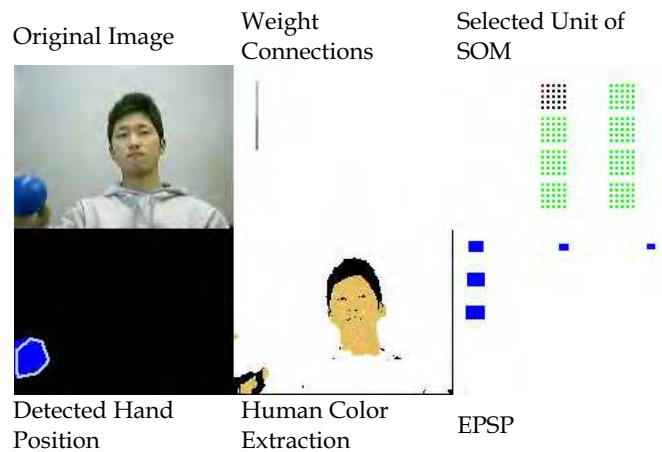 Original Image
Weight
Connections
Selected Unit of
SOM
Detected Hand
Position
Human Color
Extraction
EPSP